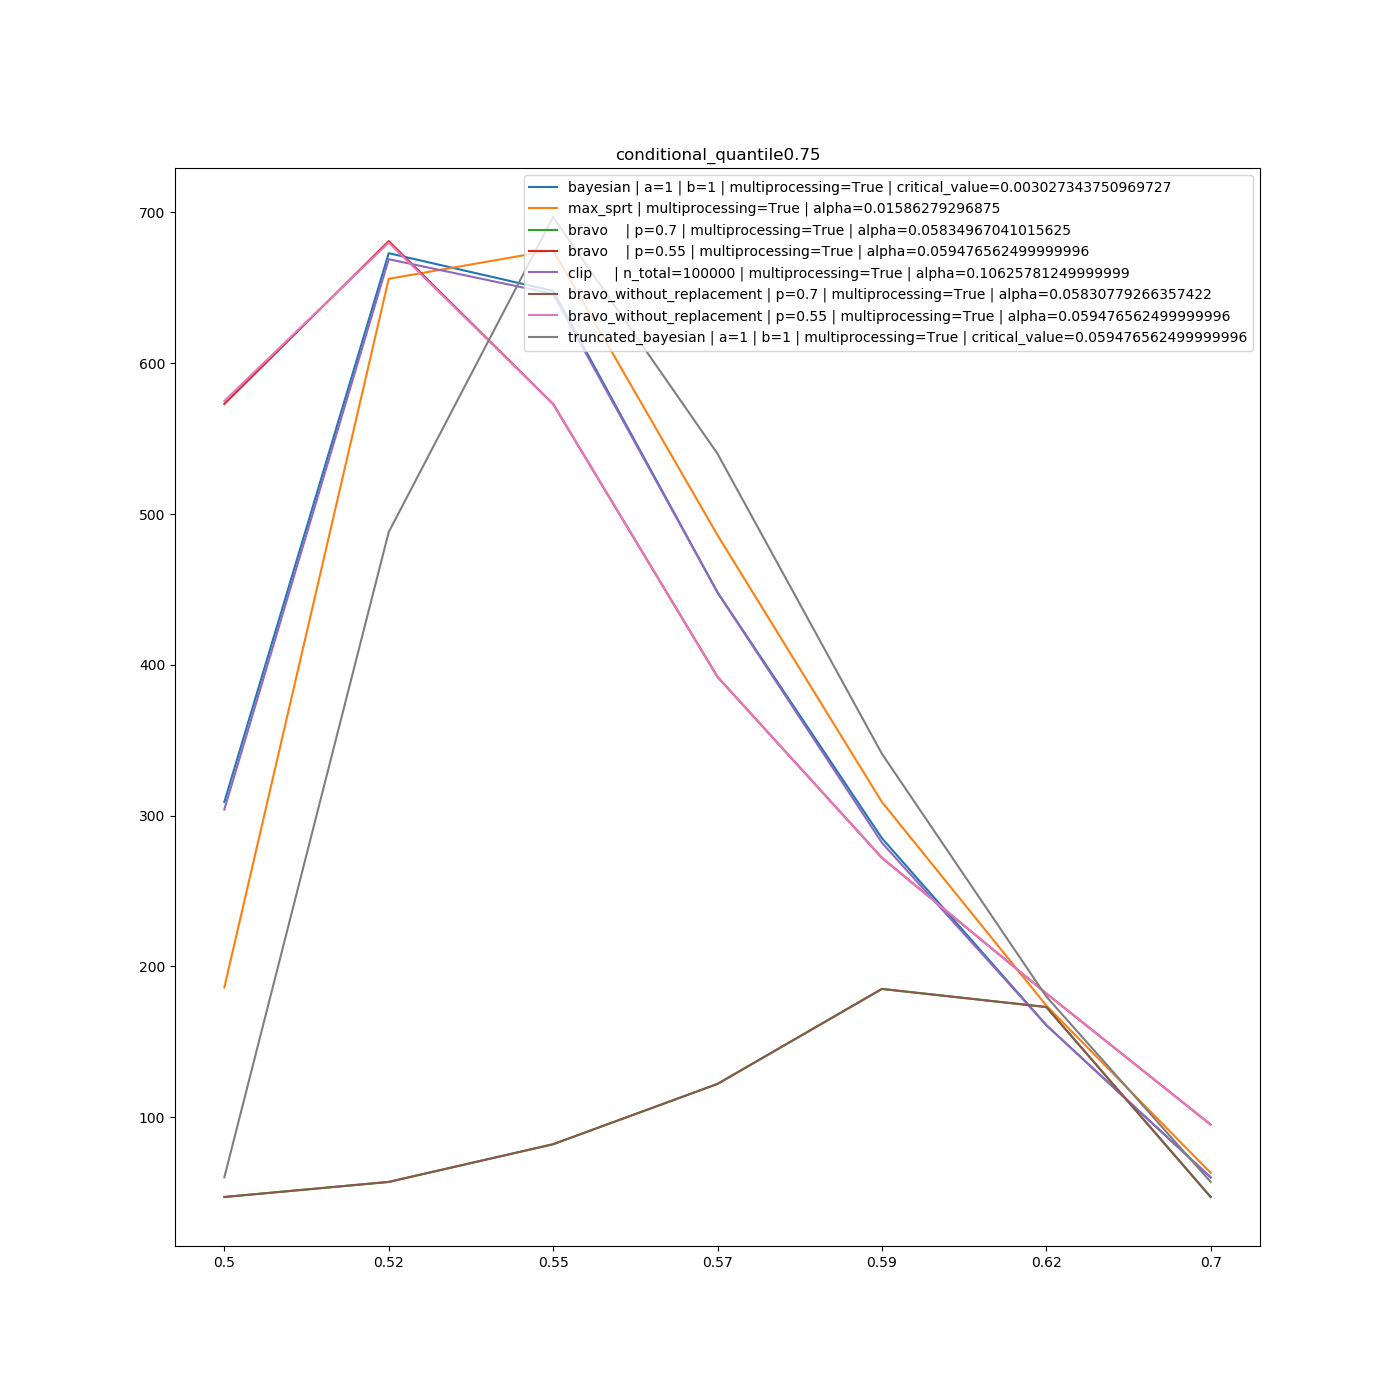 conditional_quantile0.75
bayesian | a=1 | b=1 | multiprocessing=True | critical_value=0.003027343750969727
max_sprt | multiprocessing=True | alpha=0.01586279296875
bravo    | p=0.7 | multiprocessing=True | alpha=0.05834967041015625
bravo    | p=0.55 | multiprocessing=True | alpha=0.059476562499999996
clip     | n_total=100000 | multiprocessing=True | alpha=0.10625781249999999
bravo_without_replacement | p=0.7 | multiprocessing=True | alpha=0.05830779266357422
bravo_without_replacement | p=0.55 | multiprocessing=True | alpha=0.059476562499999996
truncated_bayesian | a=1 | b=1 | multiprocessing=True | critical_value=0.059476562499999996
700
600
500
400
300
200
100
0.5 0.52 0.55 0.57 0.59 0.62 0.7